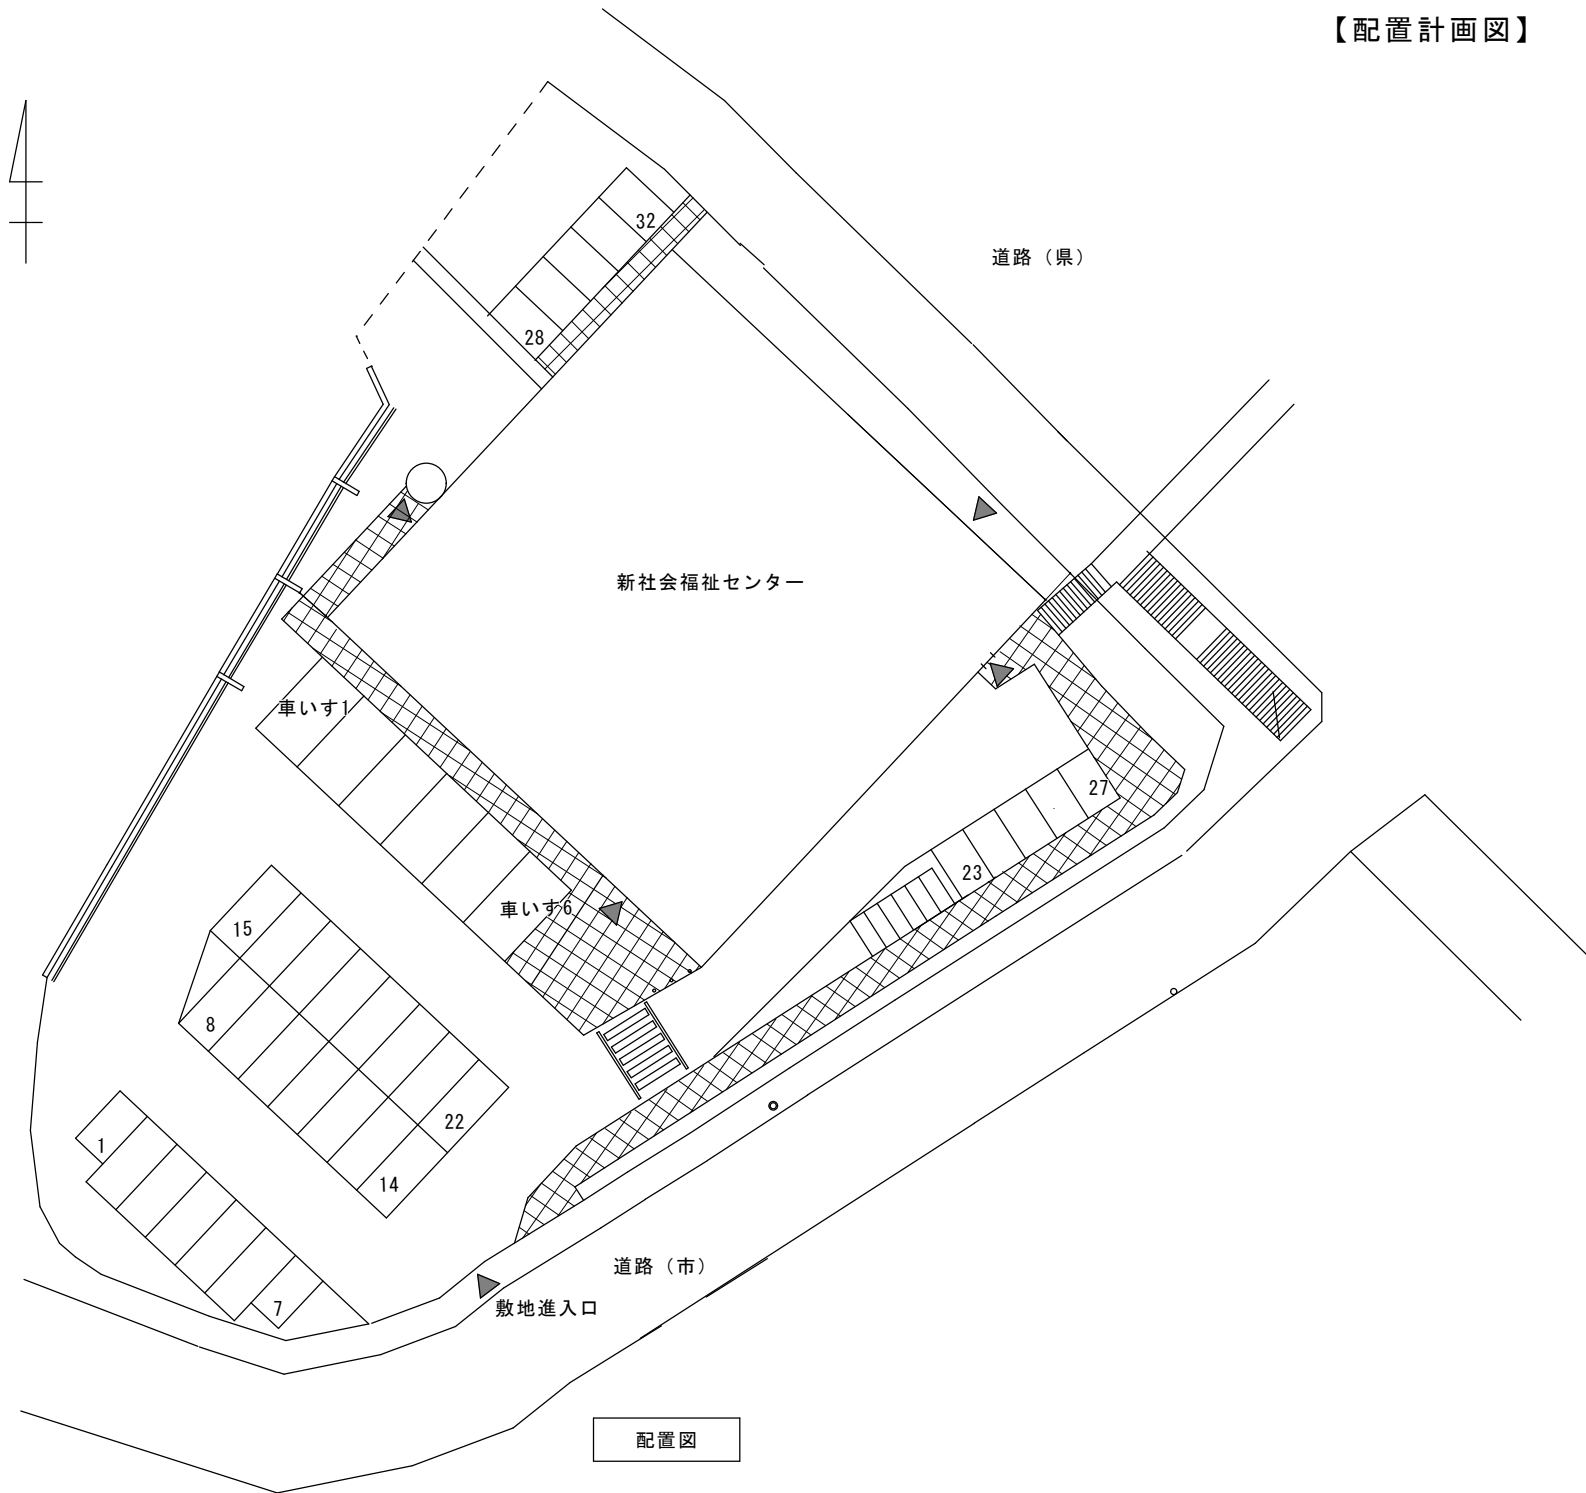 【配置計画図】
32
道路（県）
28
新社会福祉センター
車いす1
27
23
車いす6
15
8
22
1
14
道路（市）
7
敷地進入口
配置図